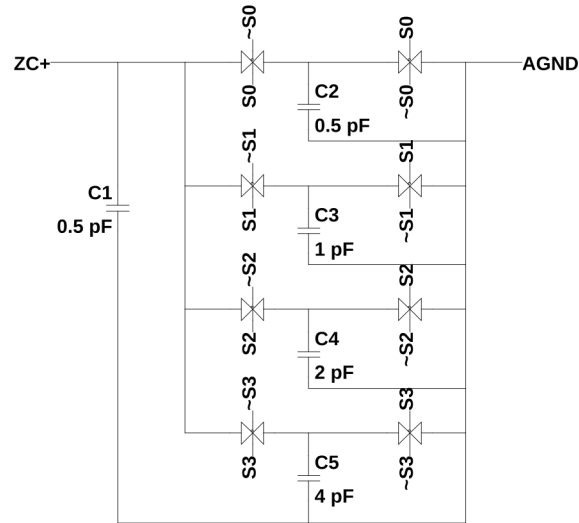 ~S0
S0
ZC+
AGND
S0
~S0
C2
0.5 pF
~S1
S1
C1
0.5 pF
S1
~S1
C3
1 pF
~S2
S2
S2
~S2
C4
2 pF
~S3
S3
S3
~S3
C5
4 pF